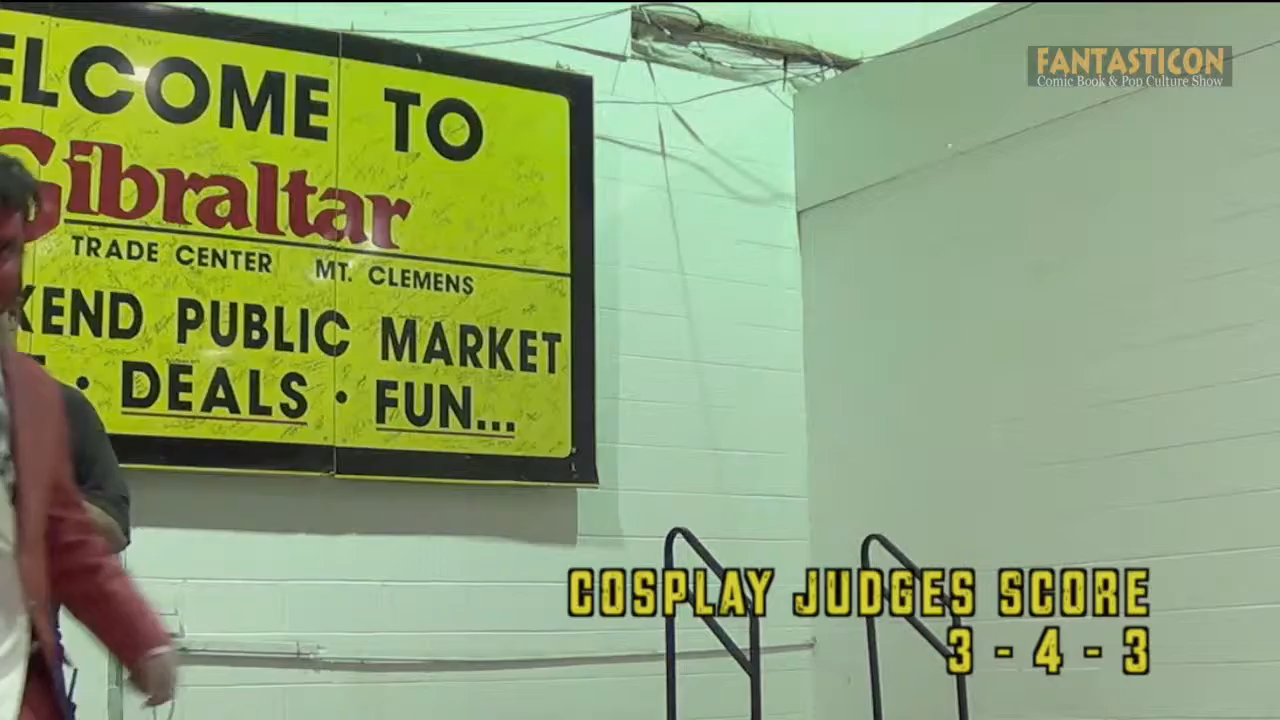 ELCOME TO
Gibraltar
TRADE CENTER MT. CLEMENS
KEND PUBLIC MARKET
· DEALS · FUN...
FANTASTICON
Comic Book & Pop Culture Show
COSPLAY JUDGES SCORE
3 - 4 - 3